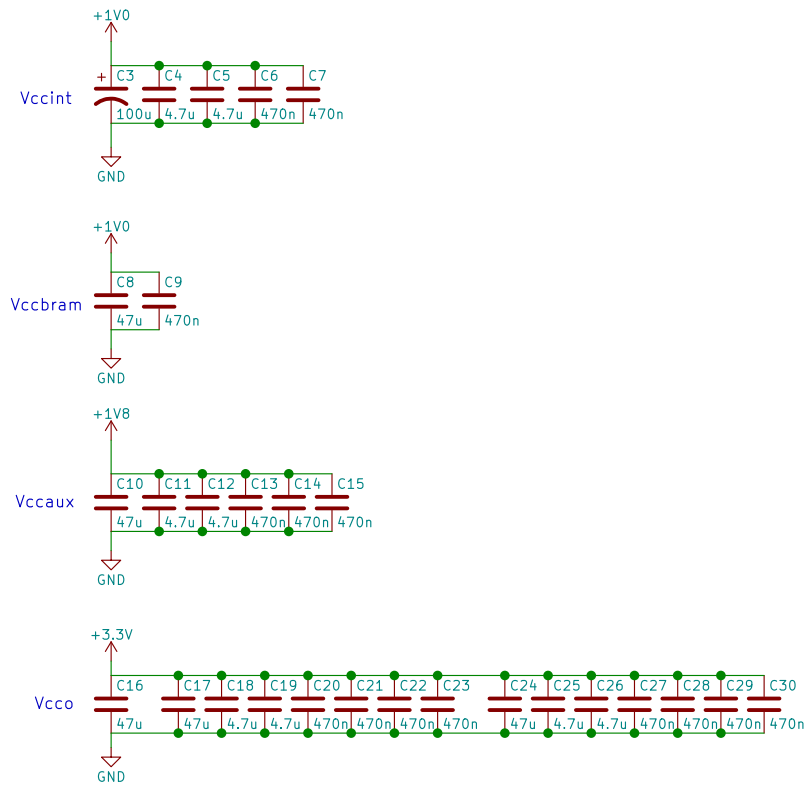 +1V0
+ C3 C4 C5 C6 C7
Vccint
100u 4.7u 4.7u 470n 470n
GND
+1V0
C8 C9
Vccbram
47u 470n
GND
+1V8
C10 C11 C12 C13 C14 C15
Vccaux
47u 4.7u 4.7u 470n 470n 470n
GND
+3.3V
C16 C17 C18 C19 C20 C21 C22 C23 C24 C25 C26 C27 C28 C29 C30
Vcco
47u 47u 4.7u 4.7u 470n 470n 470n 470n 47u 4.7u 4.7u 470n 470n 470n 470n
GND